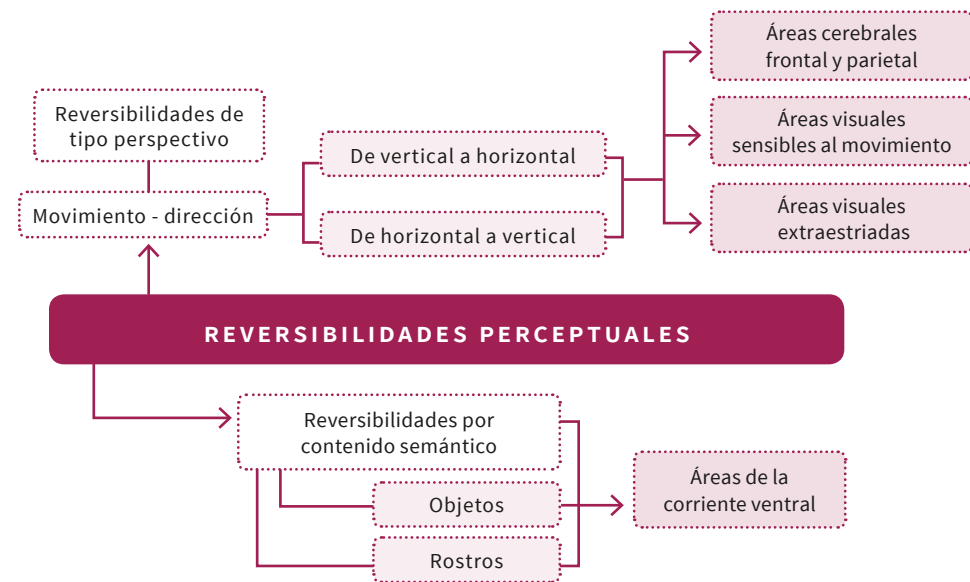 Áreas cerebrales
frontal y parietal
Reversibilidades de
tipo perspectivo
Áreas visuales
sensibles al movimiento
De vertical a horizontal
Movimiento - dirección
De horizontal a vertical
Áreas visuales
extraestriadas
REVERSIBILIDADES PERCEPTUALES
Reversibilidades por
contenido semántico
Áreas de la
corriente ventral
Objetos
Rostros